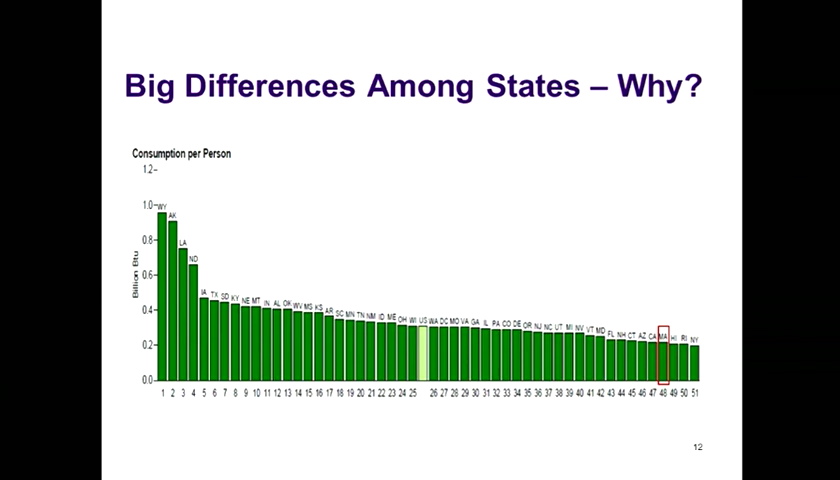 Big Differences Among States – Why?
Consumption per Person
1.2
1.0
0.8
0.6
0.4
0.2
0.0
Billion Btu
WY AK LA ND IA TX SD KY NE MT IN AL OK WV MS KS AR SC MN TN NM ID ME OH WI US WA DC MO VA GA IL PA CO DE OR NJ NC UT MI NV VT MD FL NH CT AZ CA MA HI RI NY
1 2 3 4 5 6 7 8 9 10 11 12 13 14 15 16 17 18 19 20 21 22 23 24 25 26 27 28 29 30 31 32 33 34 35 36 37 38 39 40 41 42 43 44 45 46 47 48 49 50 51
12